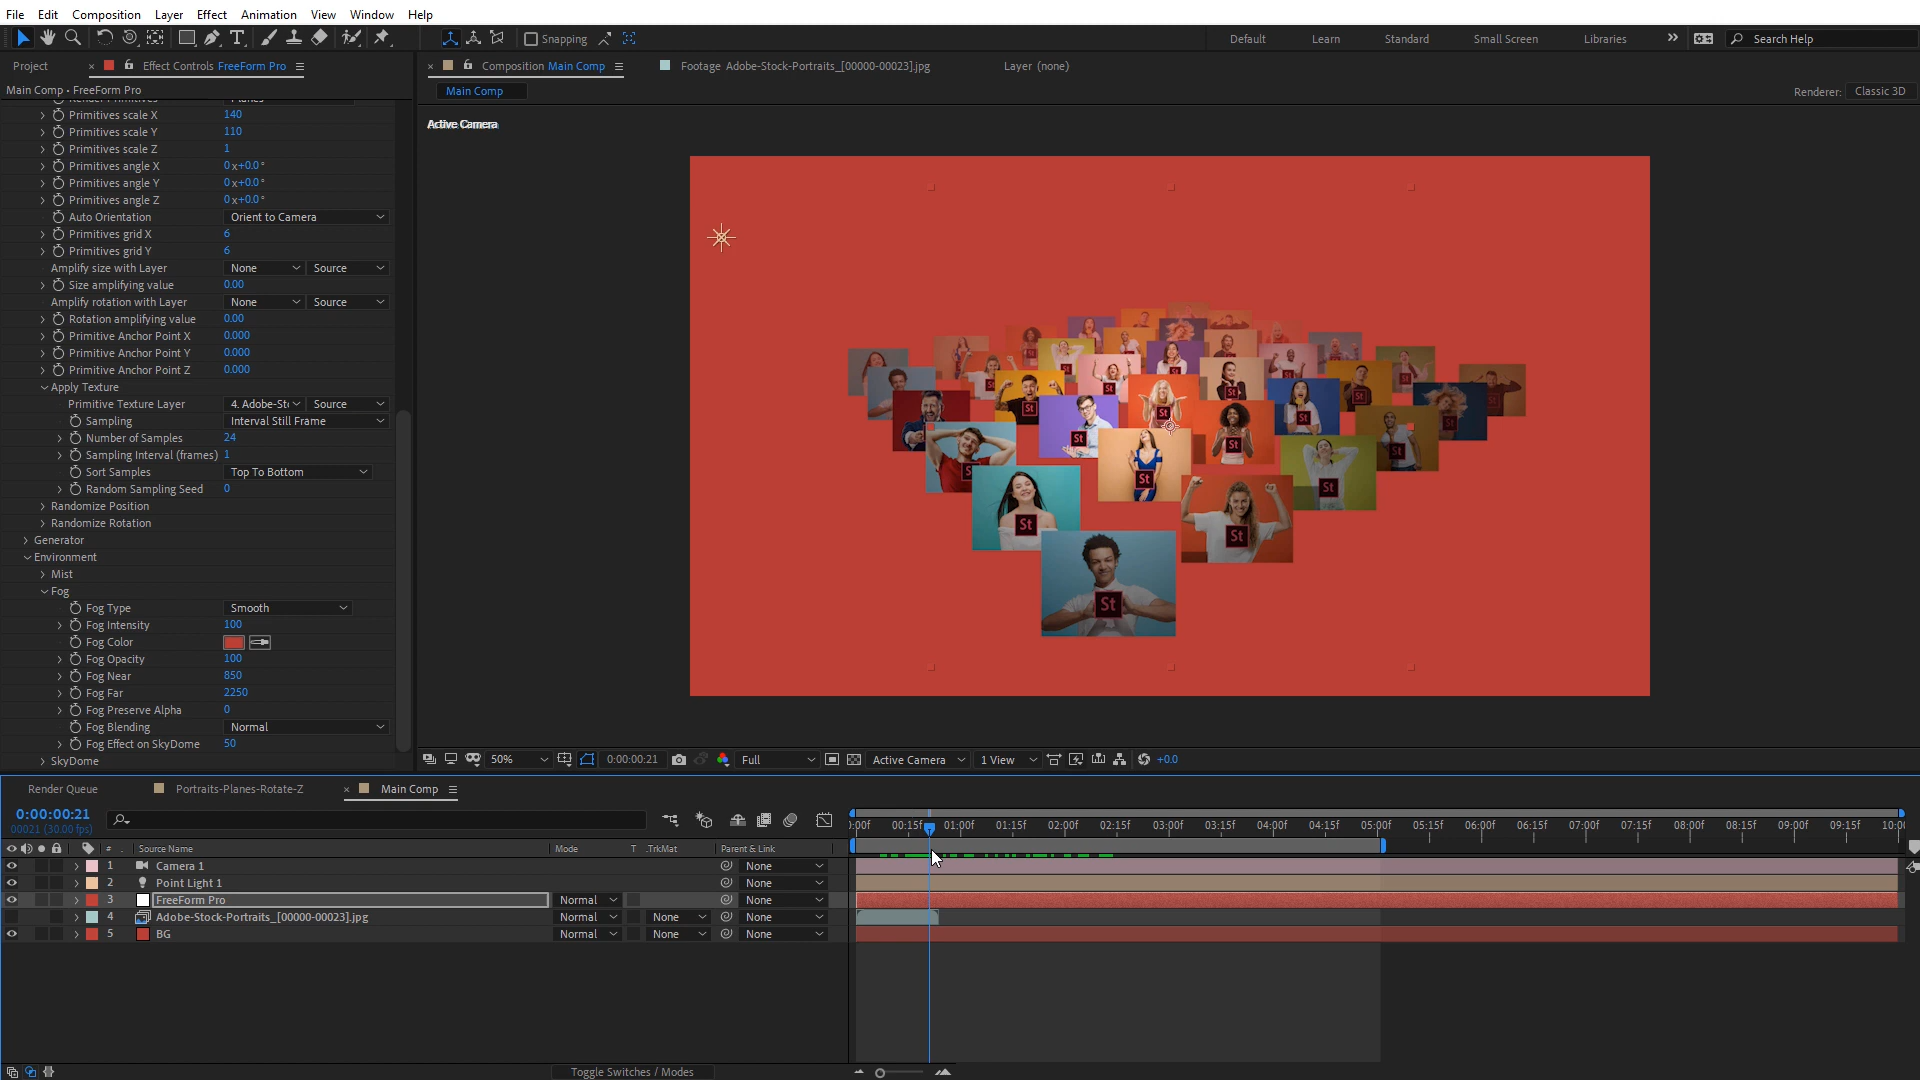 File Edit Composition Layer Effect Animation View Window Help
Snapping Default Learn Standard Small Screen Libraries Search Help
Project Effect Controls FreeForm Pro Composition Main Comp Footage Adobe-Stock-Portraits_[00000-00023].jpg Layer (none)
Main Comp • FreeForm Pro Main Comp Renderer: Classic 3D
Primitives scale X 140
Active Camera
Primitives scale Y 110
Primitives scale Z 1
Primitives angle X 0x+0.0°
Primitives angle Y 0x+0.0°
Primitives angle Z 0x+0.0°
Auto Orientation Orient to Camera
Primitives grid X 6
Primitives grid Y 6
Amplify size with Layer None Source
Size amplifying value 0.00
Amplify rotation with Layer None Source
Rotation amplifying value 0.00
Primitive Anchor Point X 0.000
Primitive Anchor Point Y 0.000
Primitive Anchor Point Z 0.000
Apply Texture
Primitive Texture Layer 4. Adobe-Sto Source
Sampling Interval Still Frame
Number of Samples 24
Sampling Interval (frames) 1
Sort Samples Top To Bottom
Random Sampling Seed 0
Randomize Position
Randomize Rotation
Generator
Environment
Mist
Fog
Fog Type Smooth
Fog Intensity 100
Fog Color
Fog Opacity 100
Fog Near 850
Fog Far 2250
Fog Preserve Alpha 0
Fog Blending Normal
Fog Effect on SkyDome 50
SkyDome
St
St
St
St
St
St
St
St
St
50% 0:00:00:21 Full Active Camera 1 View +0.0
Render Queue Portraits-Planes-Rotate-Z Main Comp
0:00:00:21
00021 (30.00 fps)
00:15f 01:00f 01:15f 02:00f 02:15f 03:00f 03:15f 04:00f 04:15f 05:00f 05:15f 06:00f 06:15f 07:00f 07:15f 08:00f 08:15f 09:00f 09:15f
# Source Name Mode T .TrkMat Parent & Link
1 Camera 1 None
2 Point Light 1 None
3 FreeForm Pro Normal None
4 Adobe-Stock-Portraits_[00000-00023].jpg Normal None None
5 BG Normal None None
Toggle Switches / Modes